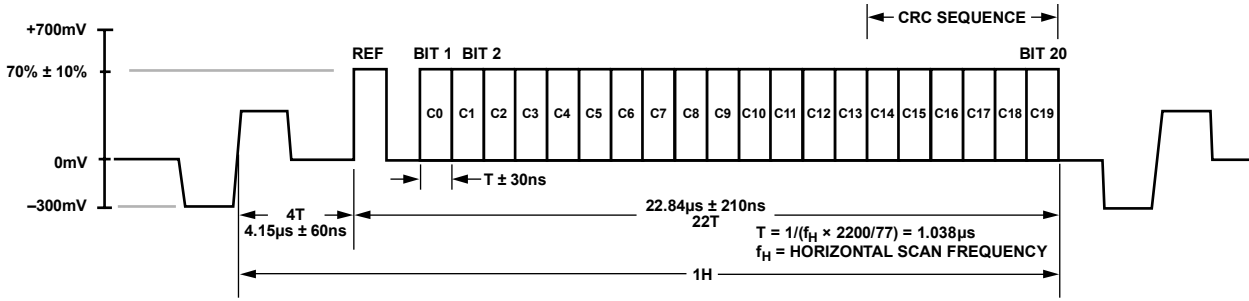 CRC SEQUENCE
+700mV
REF
BIT 1 BIT 2
BIT 20
70% ± 10%
C0 C1 C2 C3 C4 C5 C6 C7 C8 C9 C10 C11 C12 C13 C14 C15 C16 C17 C18 C19
0mV
T ± 30ns
–300mV
4T
4.15µs ± 60ns
22.84µs ± 210ns
22T
T = 1/(fH × 2200/77) = 1.038µs
fH = HORIZONTAL SCAN FREQUENCY
1H